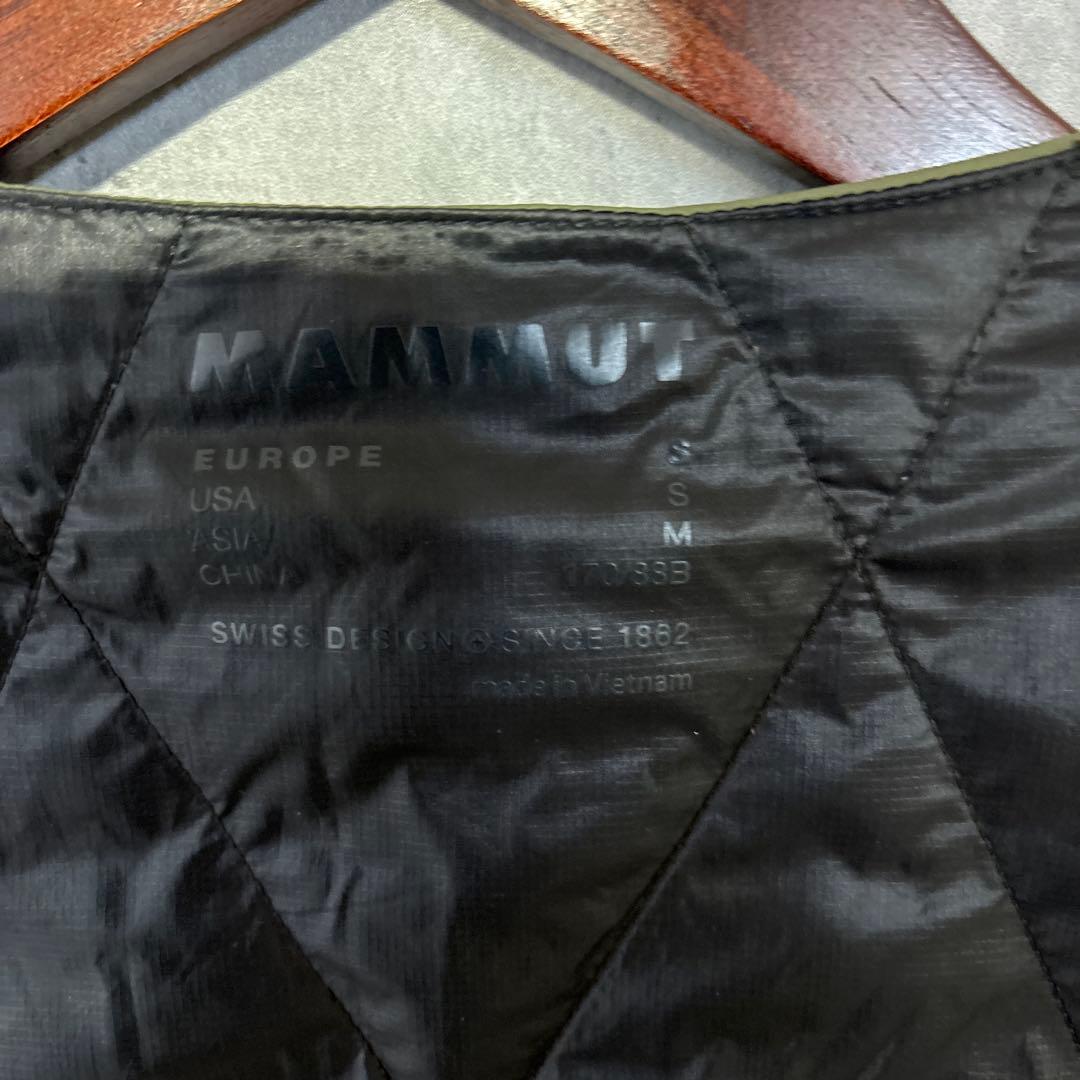 MAMMUT
EUROPE S
USA S
ASIA M
CHINA 170/88B
SWISS DESIGN SINCE 1862
made in Vietnam